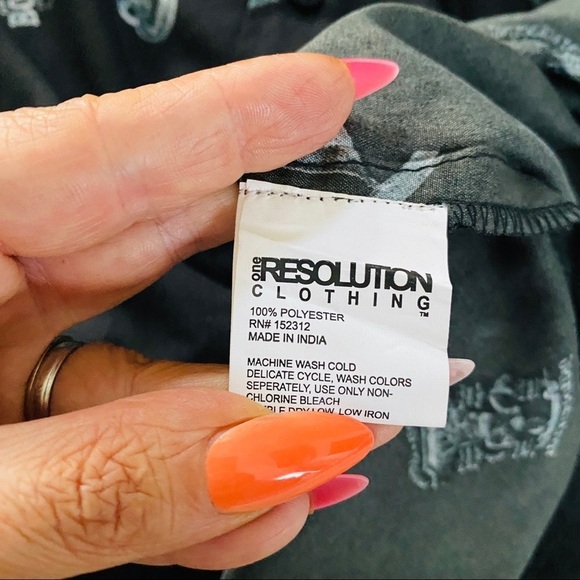 one RESOLUTION
CLOTHING™
100% POLYESTER
RN# 152312
MADE IN INDIA
MACHINE WASH COLD
DELICATE CYCLE, WASH COLORS
SEPERATELY, USE ONLY NON-
CHLORINE BLEACH
DRY LOW, LOW IRON